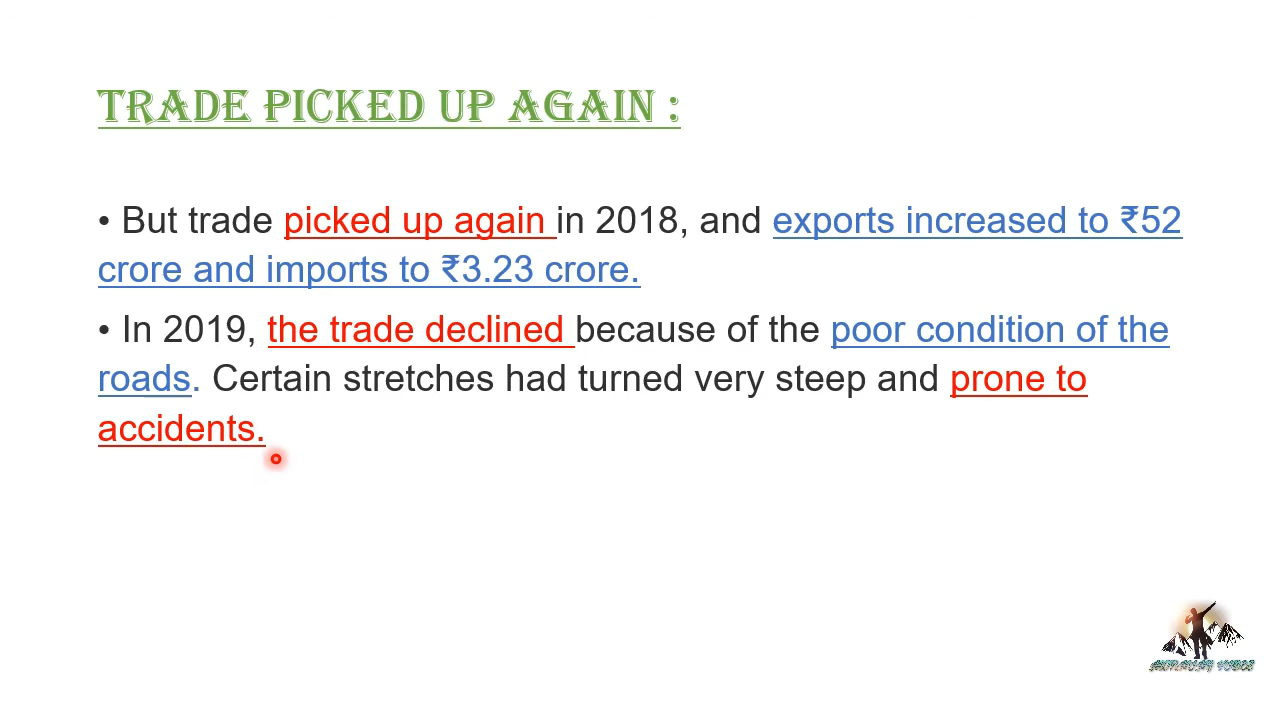 TRADE PICKED UP AGAIN :
• But trade picked up again in 2018, and exports increased to ₹52
crore and imports to ₹3.23 crore.
• In 2019, the trade declined because of the poor condition of the
roads. Certain stretches had turned very steep and prone to
accidents.